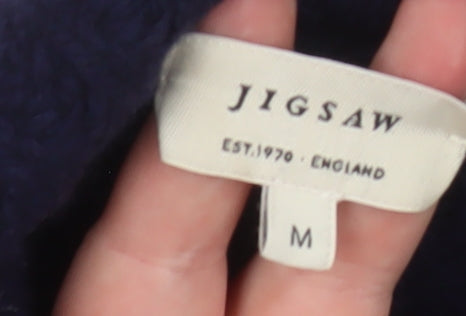 JIGSAW
EST.1970 · ENGLAND
M